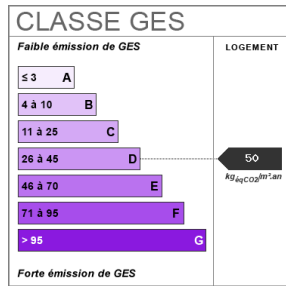 CLASSE GES
Faible émission de GES
LOGEMENT
≤ 3 A
4 à 10 B
11 à 25 C
26 à 45 D
50
kgéqCO2/m².an
46 à 70 E
71 à 95 F
> 95 G
Forte émission de GES